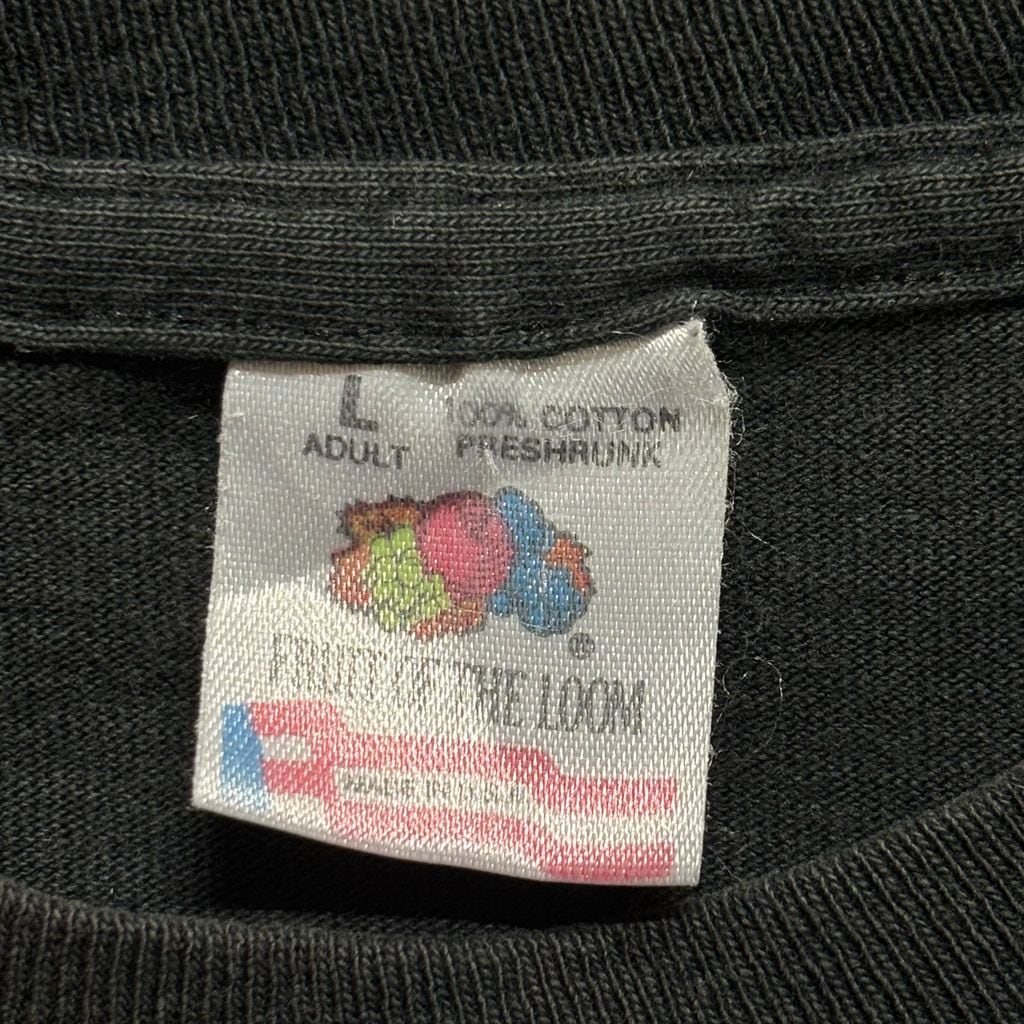 L 100% COTTON
ADULT PRESHRUNK
®
FRUIT OF THE LOOM
MADE IN U.S.A.